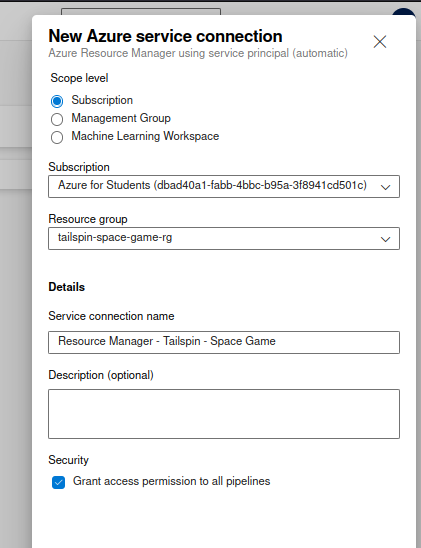 New Azure service connection
Azure Resource Manager using service principal (automatic)
Scope level
Subscription
Management Group
Machine Learning Workspace
Subscription
Azure for Students (dbad40a1-fabb-4bbc-b95a-3f8941cd501c)
Resource group
tailspin-space-game-rg
Details
Service connection name
Resource Manager - Tailspin - Space Game
Description (optional)
Security
Grant access permission to all pipelines